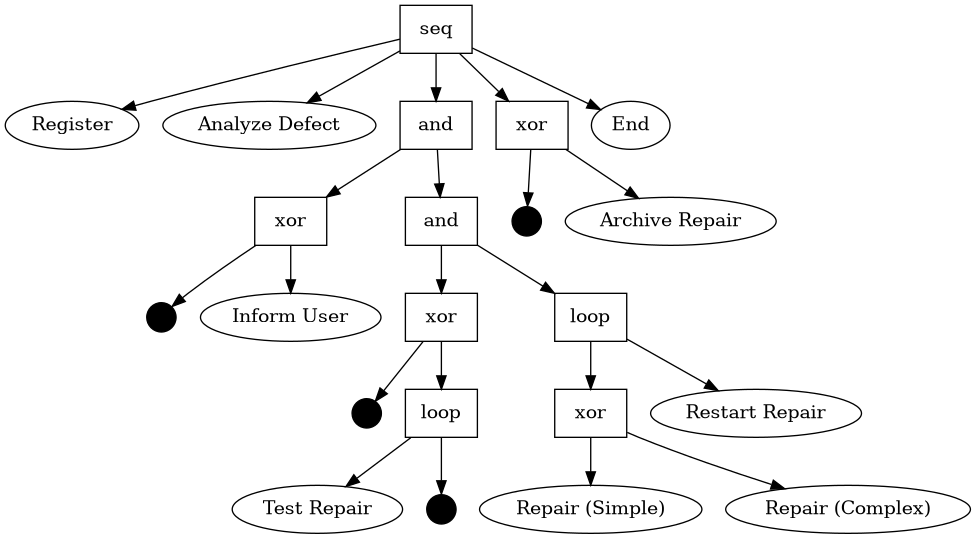 seq
Register
Analyze Defect
and
xor
End
xor
and
Archive Repair
Inform User
xor
loop
loop
xor
Restart Repair
Test Repair
Repair (Simple)
Repair (Complex)